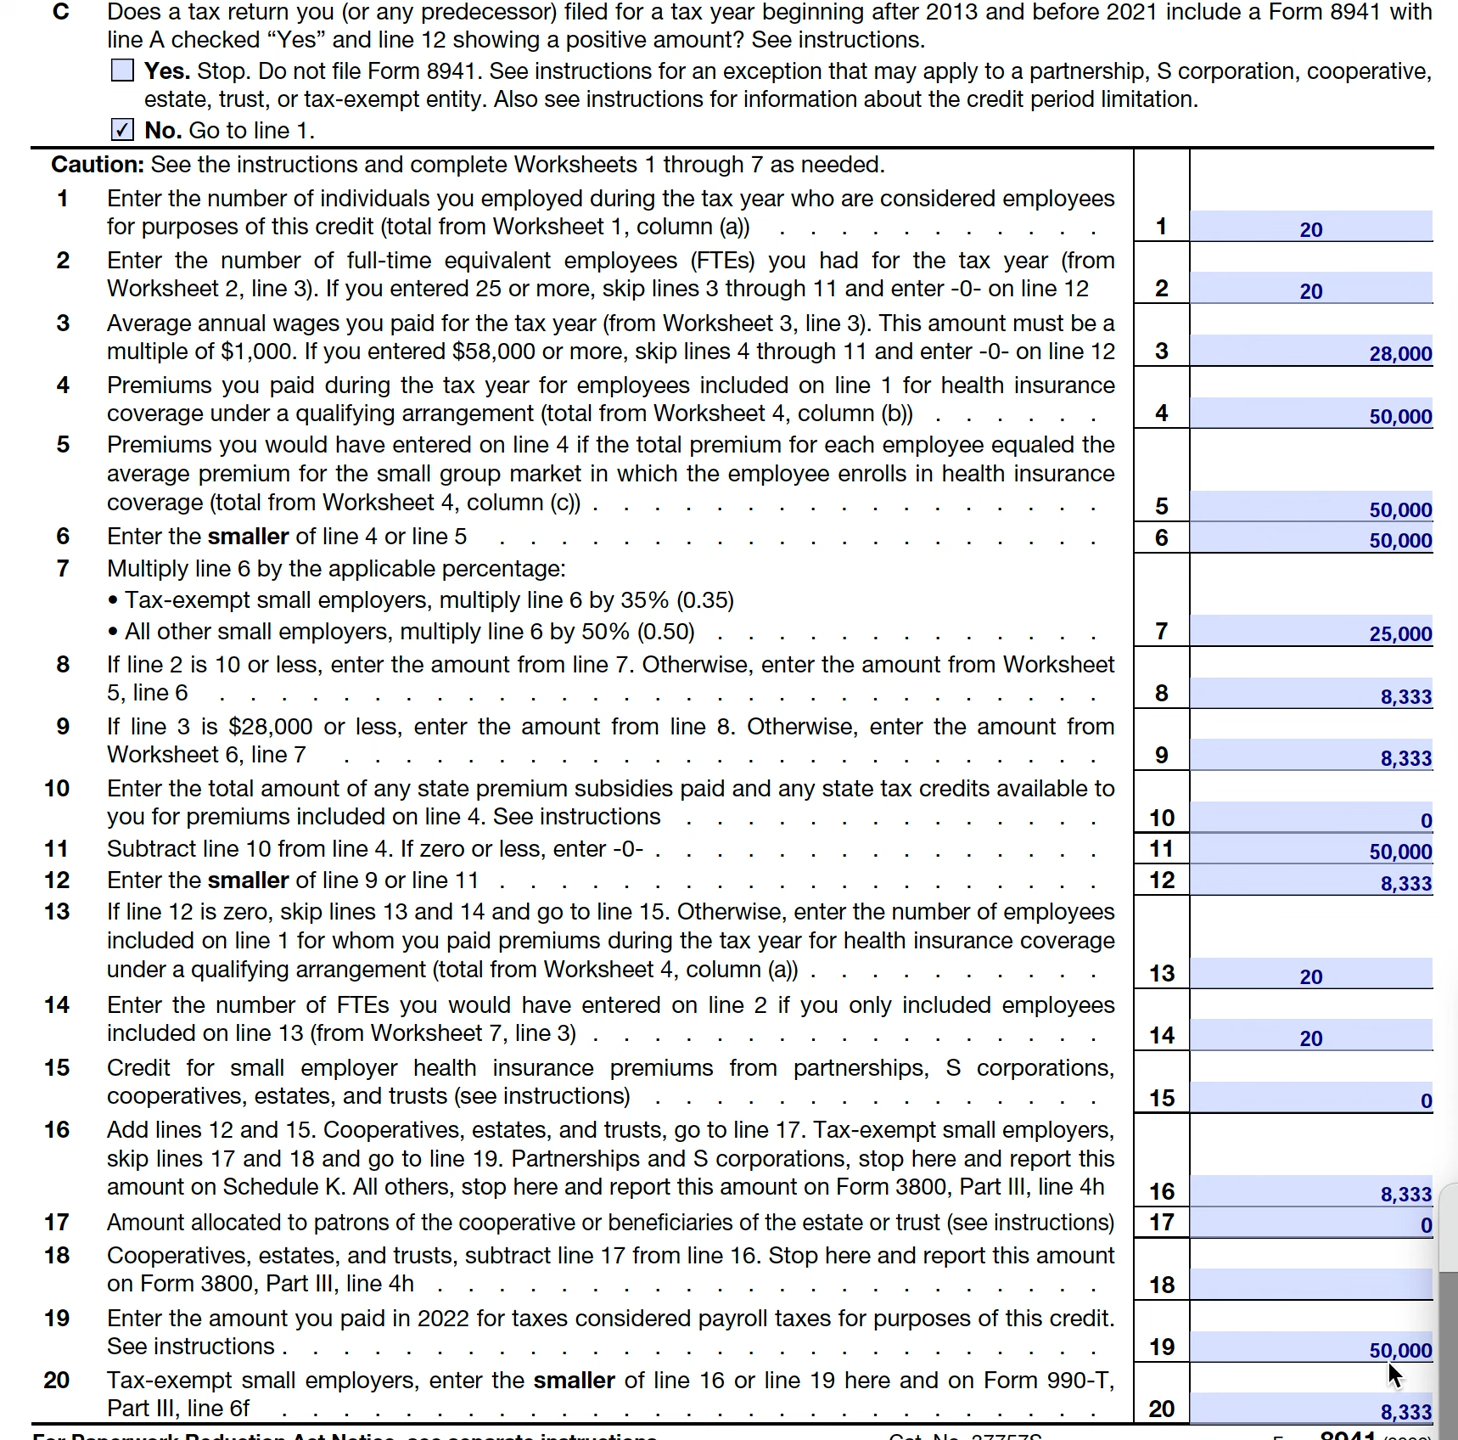 C Does a tax return you (or any predecessor) filed for a tax year beginning after 2013 and before 2021 include a Form 8941 with
line A checked “Yes” and line 12 showing a positive amount? See instructions.
Yes. Stop. Do not file Form 8941. See instructions for an exception that may apply to a partnership, S corporation, cooperative,
estate, trust, or tax-exempt entity. Also see instructions for information about the credit period limitation.
✓ No. Go to line 1.
Caution: See the instructions and complete Worksheets 1 through 7 as needed.
1 Enter the number of individuals you employed during the tax year who are considered employees
for purposes of this credit (total from Worksheet 1, column (a)) . . . . . . . . . . . 1 20
2 Enter the number of full-time equivalent employees (FTEs) you had for the tax year (from
Worksheet 2, line 3). If you entered 25 or more, skip lines 3 through 11 and enter -0- on line 12 2 20
3 Average annual wages you paid for the tax year (from Worksheet 3, line 3). This amount must be a
multiple of $1,000. If you entered $58,000 or more, skip lines 4 through 11 and enter -0- on line 12 3 28,000
4 Premiums you paid during the tax year for employees included on line 1 for health insurance
coverage under a qualifying arrangement (total from Worksheet 4, column (b)) . . . . . . 4 50,000
5 Premiums you would have entered on line 4 if the total premium for each employee equaled the
average premium for the small group market in which the employee enrolls in health insurance
coverage (total from Worksheet 4, column (c)) . . . . . . . . . . . . . . . . . 5 50,000
6 Enter the smaller of line 4 or line 5 . . . . . . . . . . . . . . . . . . . . 6 50,000
7 Multiply line 6 by the applicable percentage:
• Tax-exempt small employers, multiply line 6 by 35% (0.35)
• All other small employers, multiply line 6 by 50% (0.50) . . . . . . . . . . . . . 7 25,000
8 If line 2 is 10 or less, enter the amount from line 7. Otherwise, enter the amount from Worksheet
5, line 6 . . . . . . . . . . . . . . . . . . . . . . . . . . . . . 8 8,333
9 If line 3 is $28,000 or less, enter the amount from line 8. Otherwise, enter the amount from
Worksheet 6, line 7 . . . . . . . . . . . . . . . . . . . . . . . . . 9 8,333
10 Enter the total amount of any state premium subsidies paid and any state tax credits available to
you for premiums included on line 4. See instructions . . . . . . . . . . . . . . 10 0
11 Subtract line 10 from line 4. If zero or less, enter -0- . . . . . . . . . . . . . . . 11 50,000
12 Enter the smaller of line 9 or line 11 . . . . . . . . . . . . . . . . . . . . 12 8,333
13 If line 12 is zero, skip lines 13 and 14 and go to line 15. Otherwise, enter the number of employees
included on line 1 for whom you paid premiums during the tax year for health insurance coverage
under a qualifying arrangement (total from Worksheet 4, column (a)) . . . . . . . . . . 13 20
14 Enter the number of FTEs you would have entered on line 2 if you only included employees
included on line 13 (from Worksheet 7, line 3) . . . . . . . . . . . . . . . . . 14 20
15 Credit for small employer health insurance premiums from partnerships, S corporations,
cooperatives, estates, and trusts (see instructions) . . . . . . . . . . . . . . . 15 0
16 Add lines 12 and 15. Cooperatives, estates, and trusts, go to line 17. Tax-exempt small employers,
skip lines 17 and 18 and go to line 19. Partnerships and S corporations, stop here and report this
amount on Schedule K. All others, stop here and report this amount on Form 3800, Part III, line 4h 16 8,333
17 Amount allocated to patrons of the cooperative or beneficiaries of the estate or trust (see instructions) 17 0
18 Cooperatives, estates, and trusts, subtract line 17 from line 16. Stop here and report this amount
on Form 3800, Part III, line 4h . . . . . . . . . . . . . . . . . . . . . . 18
19 Enter the amount you paid in 2022 for taxes considered payroll taxes for purposes of this credit.
See instructions . . . . . . . . . . . . . . . . . . . . . . . . . . . 19 50,000
20 Tax-exempt small employers, enter the smaller of line 16 or line 19 here and on Form 990-T,
Part III, line 6f . . . . . . . . . . . . . . . . . . . . . . . . . . . 20 8,333